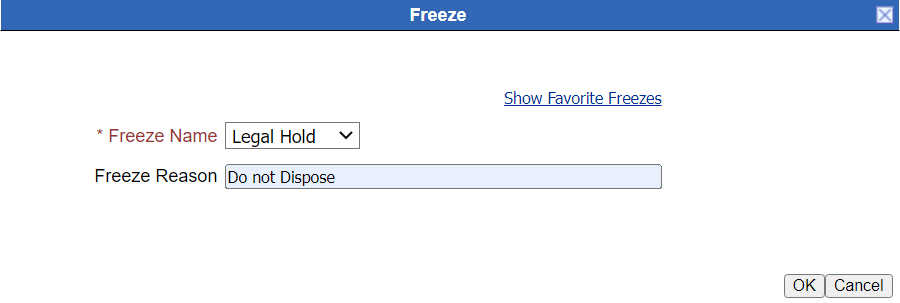 Freeze
Show Favorite Freezes
* Freeze Name Legal Hold
Freeze Reason Do not Dispose
OK Cancel